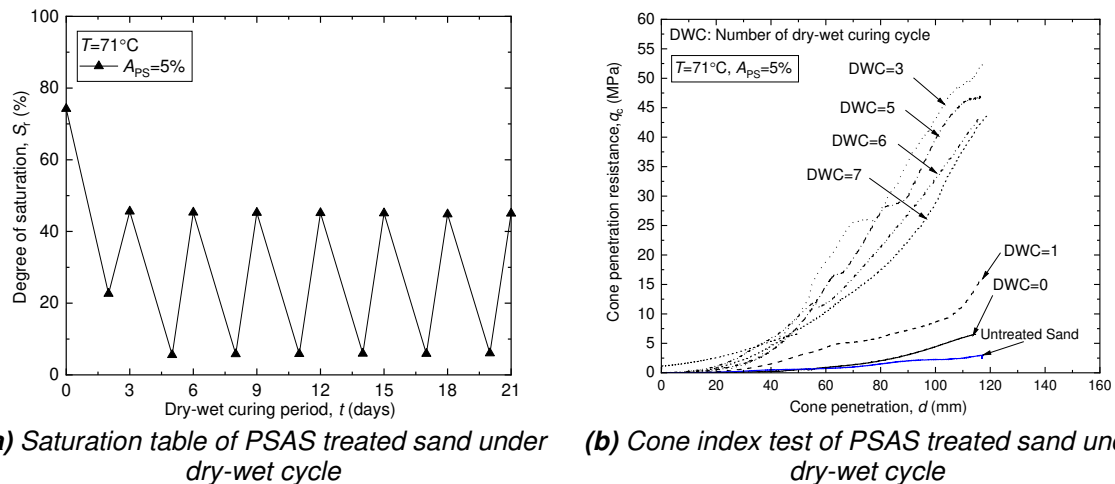 T=71°C
A_PS=5%
Degree of saturation, S_r (%)
100
80
60
40
20
0
0 3 6 9 12 15 18 21
Dry-wet curing period, t (days)
a) Saturation table of PSAS treated sand under
dry-wet cycle
DWC: Number of dry-wet curing cycle
T=71°C, A_PS=5%
DWC=3
DWC=5
DWC=6
DWC=7
DWC=1
DWC=0
Untreated Sand
Cone penetration resistance,q_c (MPa)
60
55
50
45
40
35
30
25
20
15
10
5
0
0 20 40 60 80 100 120 140 160
Cone penetration, d (mm)
(b) Cone index test of PSAS treated sand un
dry-wet cycle